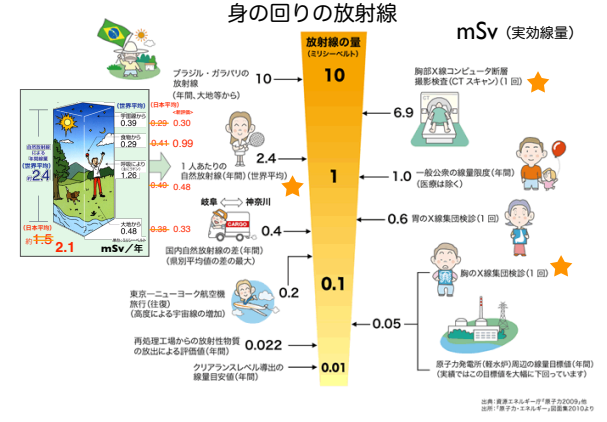 身の回りの放射線
mSv（実効線量）
放射線の量
（ミリシーベルト）
10
1
0.1
0.01
ブラジル・ガラパリの
放射線
（年間、大地等から）
10
1人あたりの
自然放射線（年間）（世界平均）
2.4
岐阜 神奈川
CARGO
0.4
国内自然放射線の差（年間）
（県別平均値の差の最大）
東京ーニューヨーク航空機
旅行（往復）
（高度による宇宙線の増加）
0.2
再処理工場からの放射性物質
の放出による評価値（年間）
0.022
クリアランスレベル導出の
線量目安値（年間）
胸部X線コンピュータ断層
撮影検査（CTスキャン）（1回）
6.9
1.0
一般公衆の線量限度（年間）
（医療は除く）
0.6
胃のX線集団検診（1回）
胸のX線集団検診（1回）
0.05
原子力発電所（軽水炉）周辺の線量目標値（年間）
（実績ではこの目標値を大幅に下回っています）
出典：資源エネルギー庁「原子力2009」他
出所：「原子力・エネルギー」図面集2010より
（世界平均）
（日本平均）
宇宙線から
0.39
0.29 0.30
食物から
0.29
0.41 0.99
呼吸により
1.26
0.40 0.48
大地から
0.48
0.38 0.33
自然放射線
による
年間線量
（世界平均）
約2.4
（日本平均）
約1.5
2.1
mSv／年